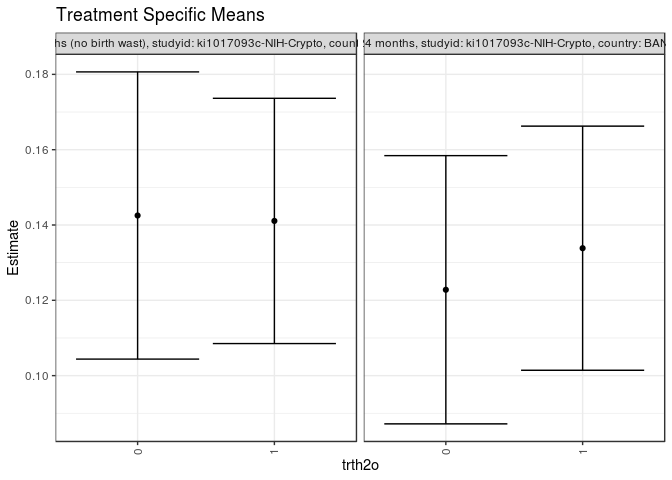 Treatment Specific Means
hs (no birth wast), studyid: ki1017093c-NIH-Crypto, count
24 months, studyid: ki1017093c-NIH-Crypto, country: BAN
0.18
0.16
0.14
0.12
0.10
Estimate
0
1
0
1
trth2o